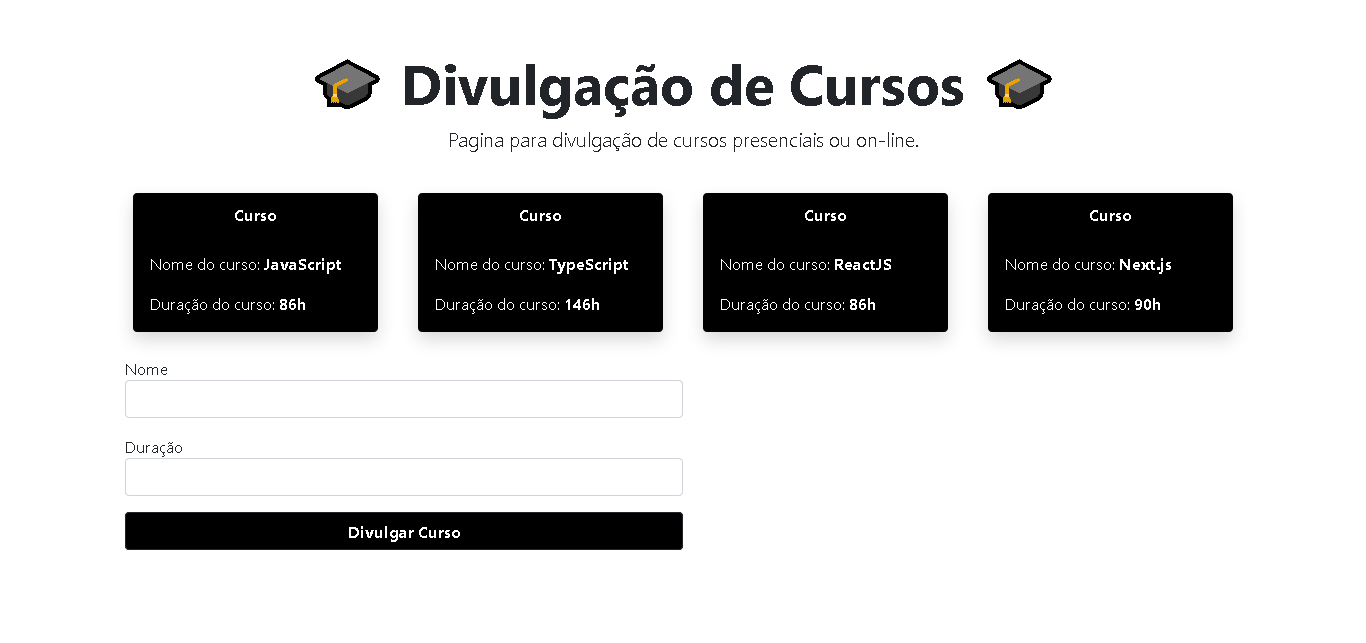 Divulgação de Cursos
Pagina para divulgação de cursos presenciais ou on-line.
Curso
Nome do curso: JavaScript
Duração do curso: 86h
Curso
Nome do curso: TypeScript
Duração do curso: 146h
Curso
Nome do curso: ReactJS
Duração do curso: 86h
Curso
Nome do curso: Next.js
Duração do curso: 90h
Nome
Duração
Divulgar Curso